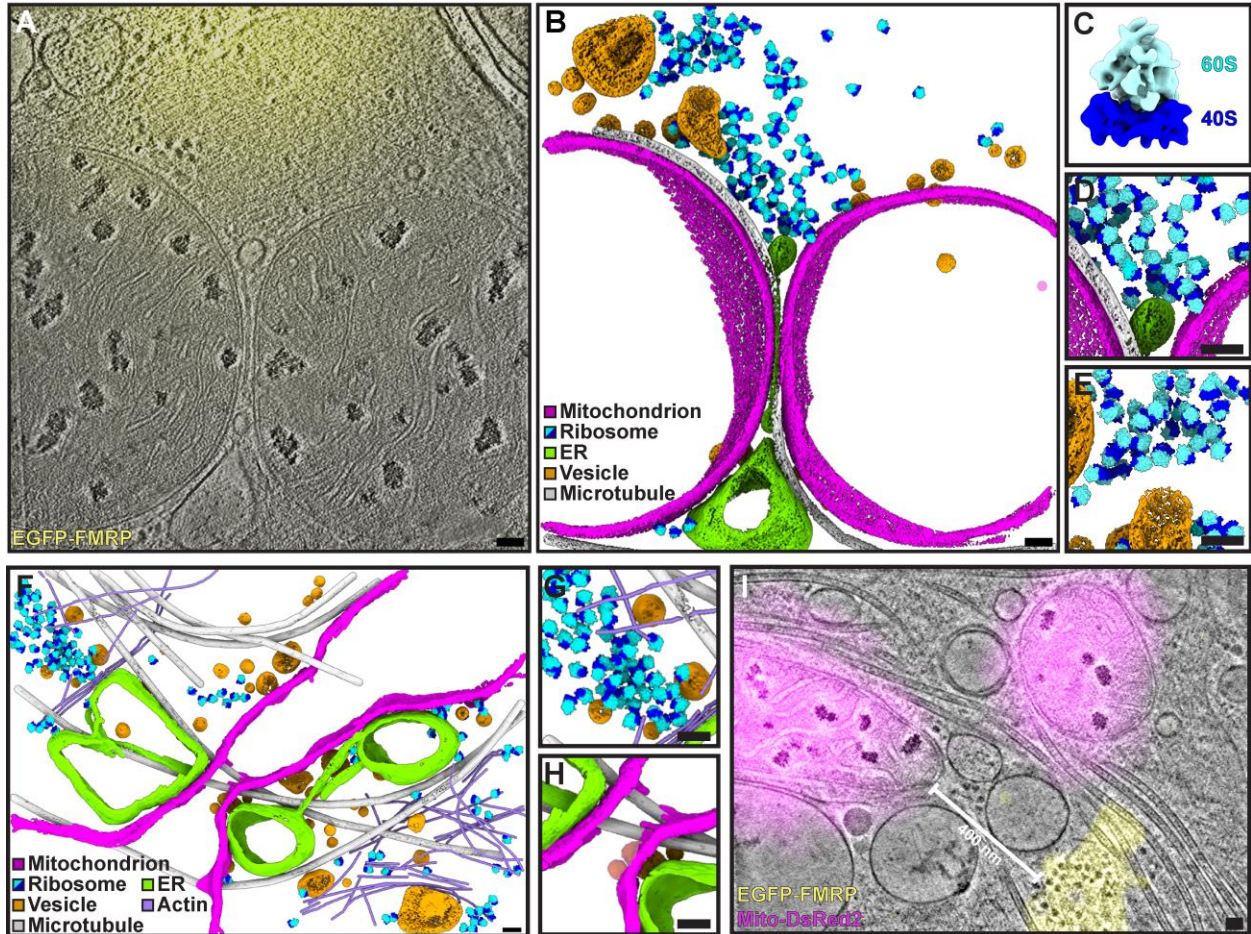 A
EGFP-FMRP
B
Mitochondrion
Ribosome
ER
Vesicle
Microtubule
C
60S
40S
D
E
F
Mitochondrion
Ribosome ER
Vesicle Actin
Microtubule
G
H
I
400 nm
EGFP-FMRP
Mito-DsRed2